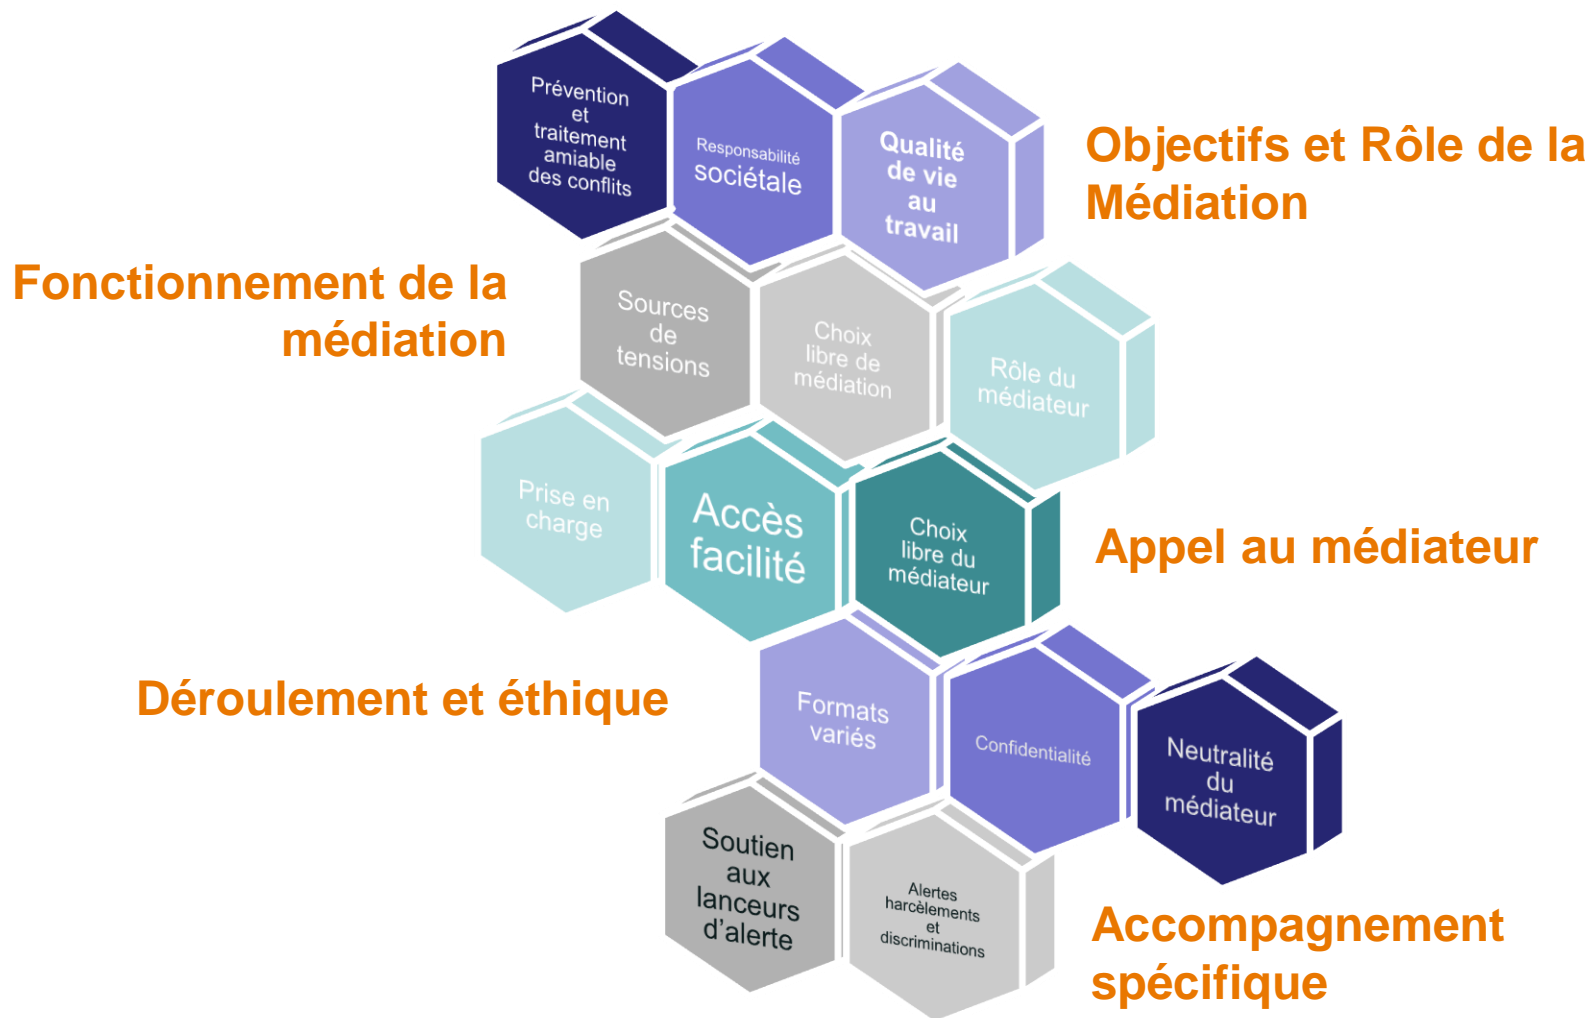 Prévention
et
traitement
amiable
des conflits
Responsabilité
sociétale
Qualité
de vie
au
travail
Objectifs et Rôle de la
Médiation
Fonctionnement de la
médiation
Sources
de
tensions
Choix
libre de
médiation
Rôle du
médiateur
Prise en
charge
Accès
facilité
Choix
libre du
médiateur
Appel au médiateur
Déroulement et éthique
Formats
variés
Confidentialité
Neutralité
du
médiateur
Soutien
aux
lanceurs
d’alerte
Alertes
harcèlements
et
discriminations
Accompagnement
spécifique